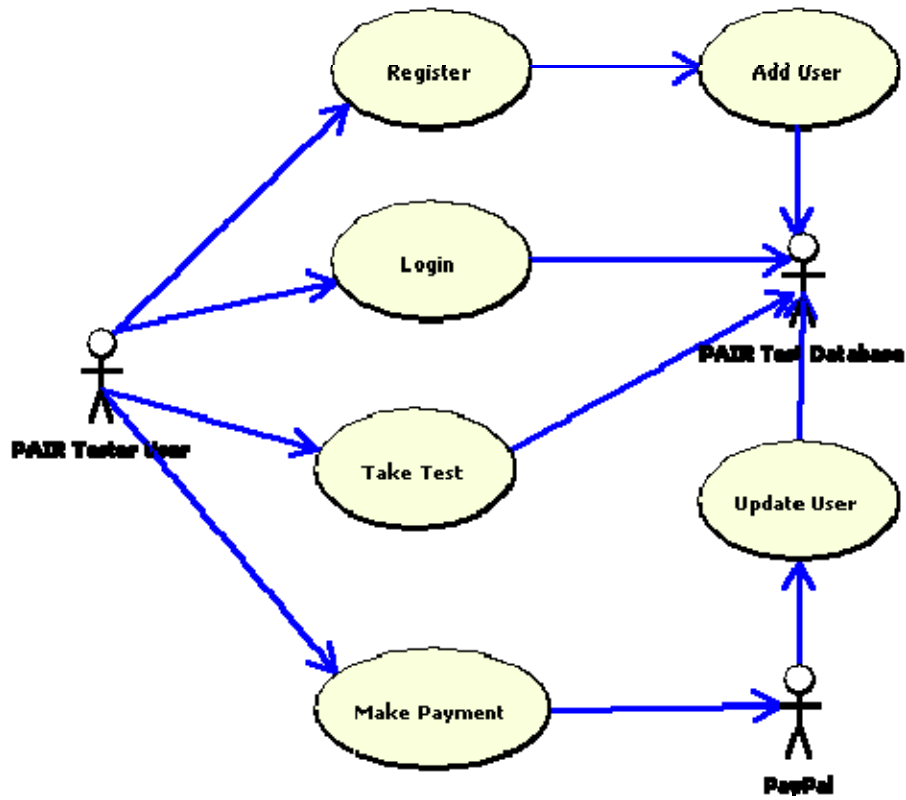 Register
Add User
Login
PAIR Test Database
PAIR Tester User
Take Test
Update User
Make Payment
PayPal